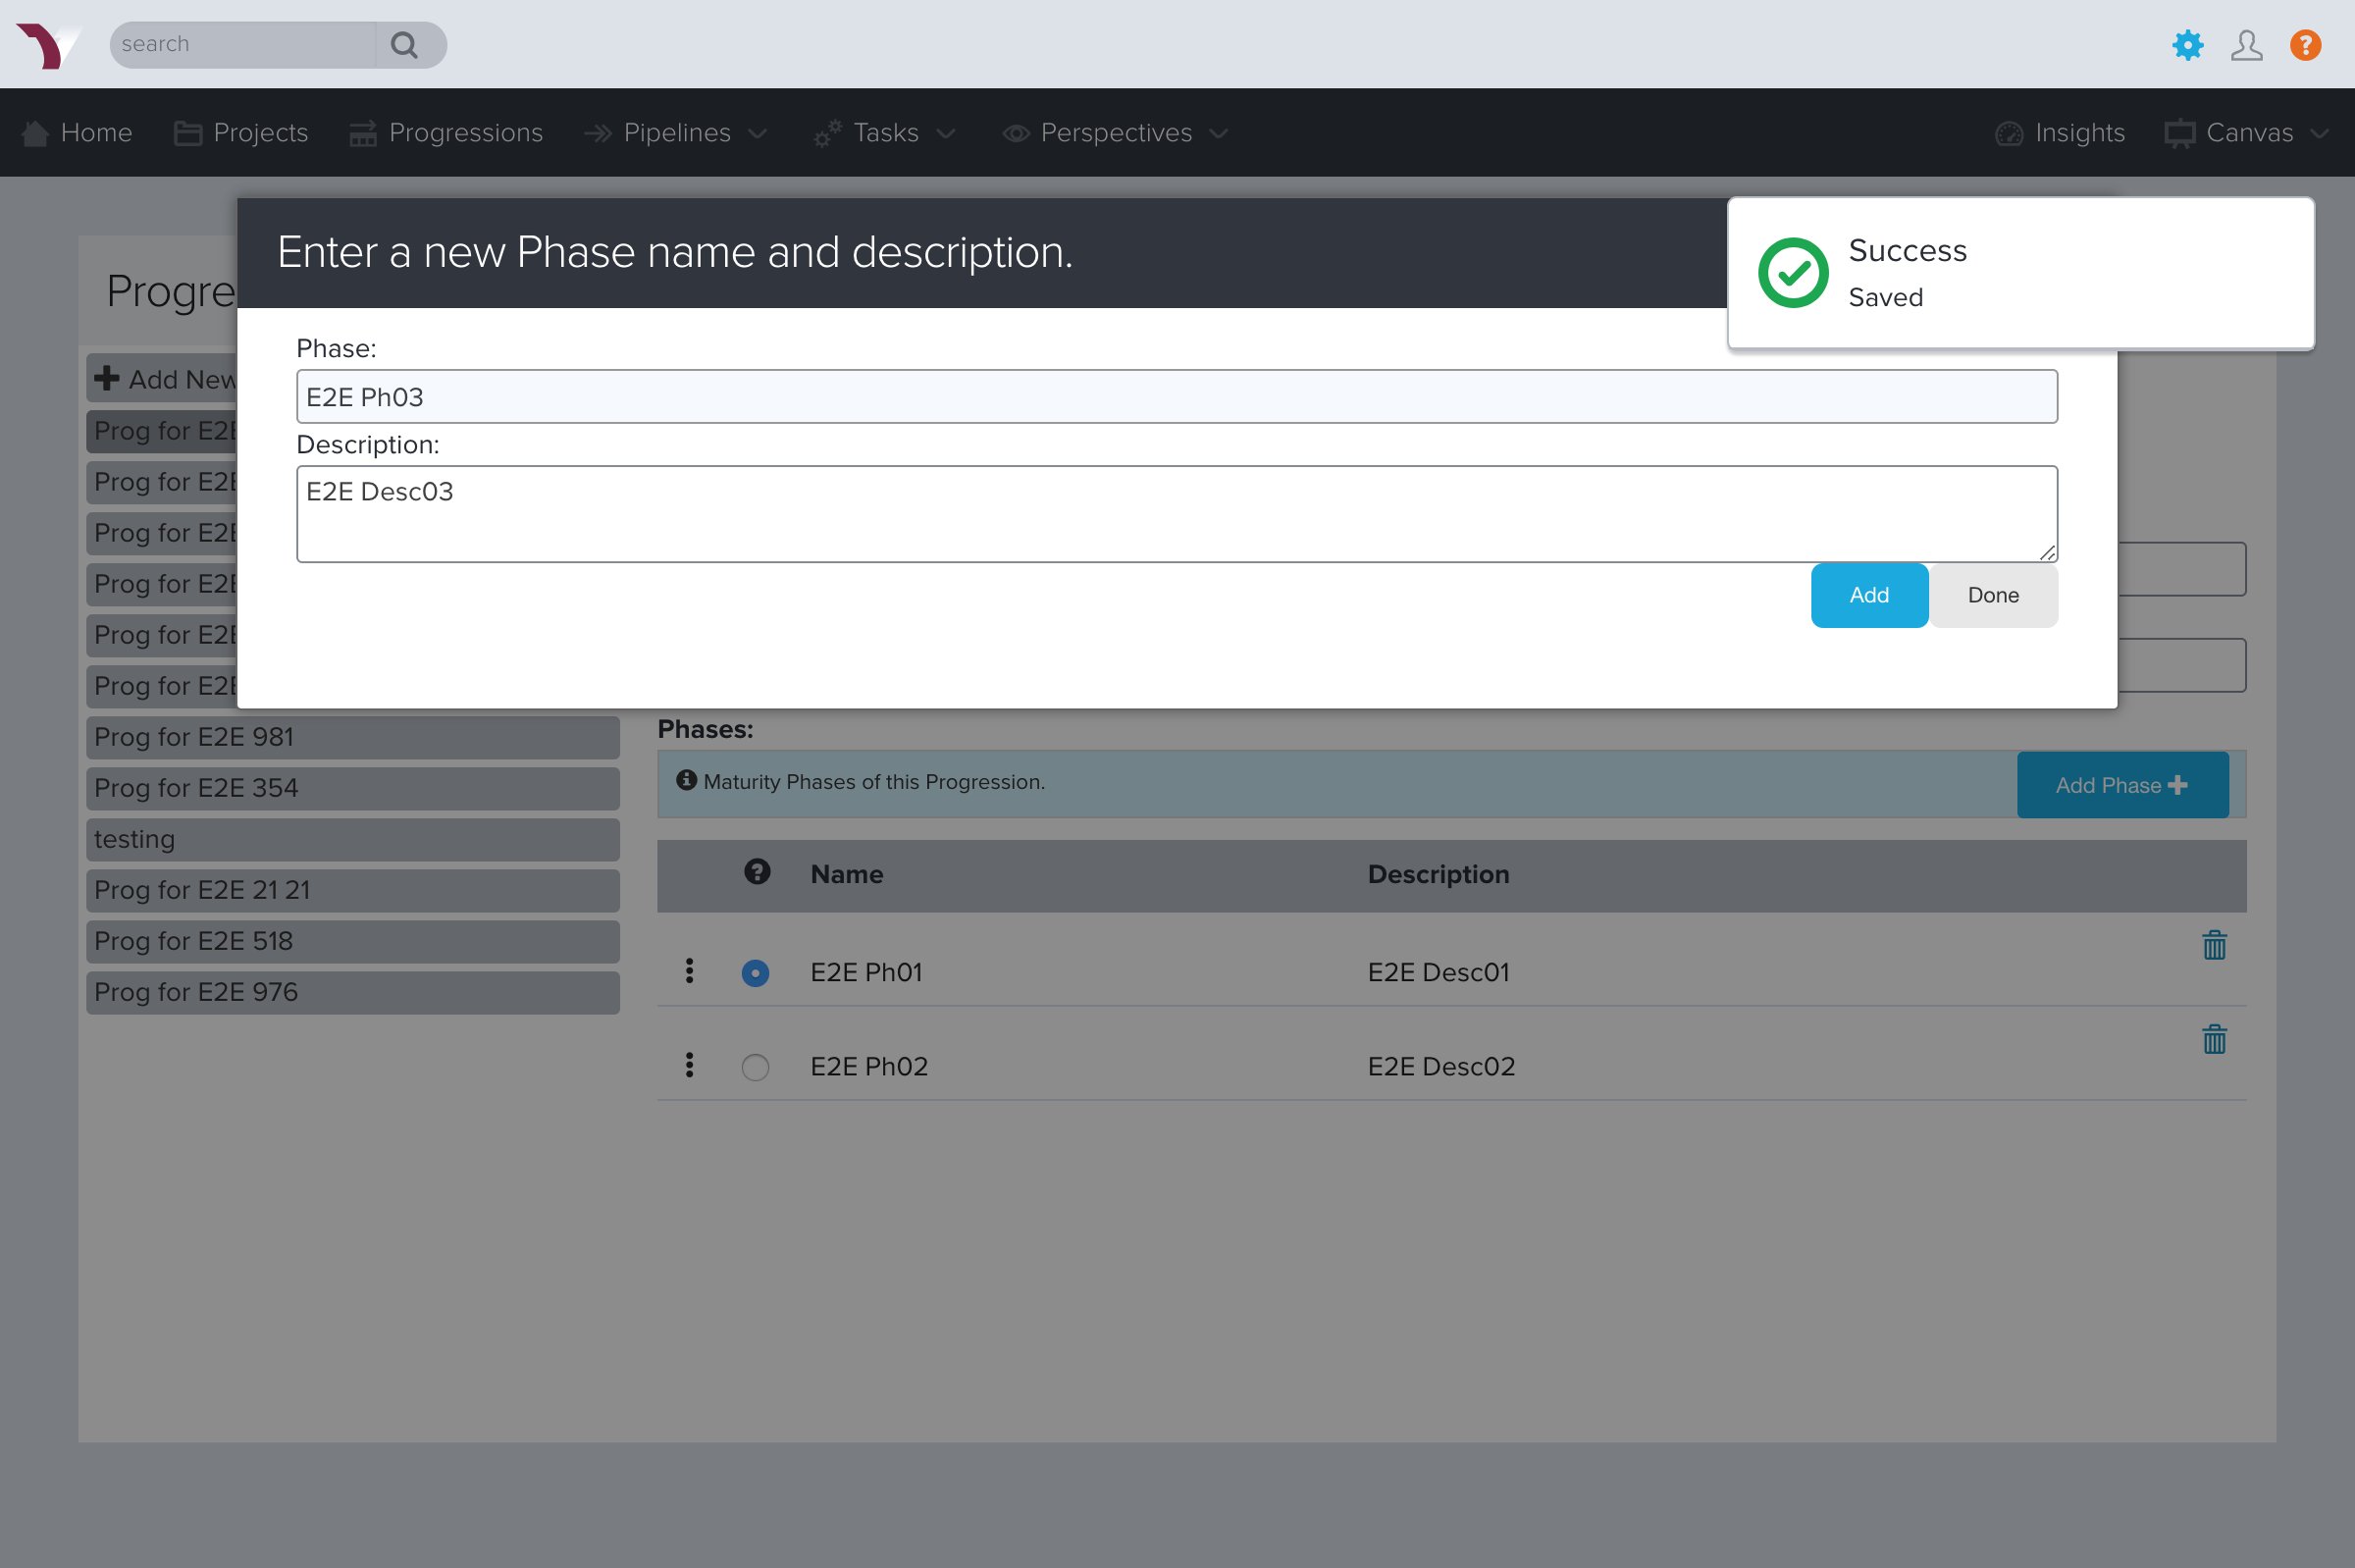 search
Home
Projects
Progressions
Pipelines
Tasks
Perspectives
Insights
Canvas
Progre
Enter a new Phase name and description.
Success
Saved
Phase:
E2E Ph03
Description:
E2E Desc03
Add
Done
Add New
Prog for E2E
Prog for E2E
Prog for E2E
Prog for E2E
Prog for E2E
Prog for E2E
Prog for E2E 981
Prog for E2E 354
testing
Prog for E2E 21 21
Prog for E2E 518
Prog for E2E 976
Phases:
Maturity Phases of this Progression.
Add Phase
Name
Description
E2E Ph01
E2E Desc01
E2E Ph02
E2E Desc02